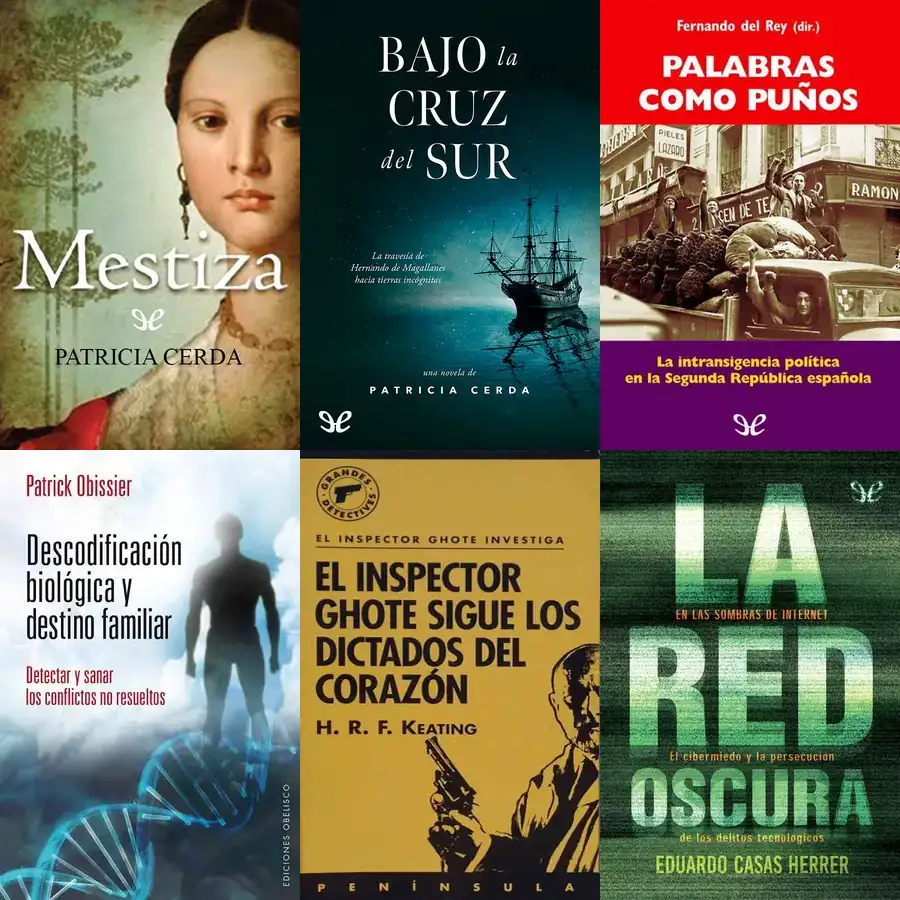 Mestiza
PATRICIA CERDA
BAJO la
CRUZ
del SUR
La travesía de
Hernando de Magallanes
hacia tierras incógnitas
una novela de
PATRICIA CERDA
Fernando del Rey (dir.)
PALABRAS
COMO PUÑOS
PIELES
LAZARO
SEN DE TE
RAMON
La intransigencia política
en la Segunda República española
Patrick Obissier
Descodificación
biológica y
destino familiar
Detectar y sanar
los conflictos no resueltos
EDICIONES OBELISCO
GRANDES
DETECTIVES
EL INSPECTOR GHOTE INVESTIGA
EL INSPECTOR
GHOTE SIGUE LOS
DICTADOS DEL
CORAZÓN
H. R. F. KEATING
PENÍNSULA
LA
EN LAS SOMBRAS DE INTERNET
RED
El cibermiedo y la persecución
OSCURA
de los delitos tecnológicos
EDUARDO CASAS HERRER